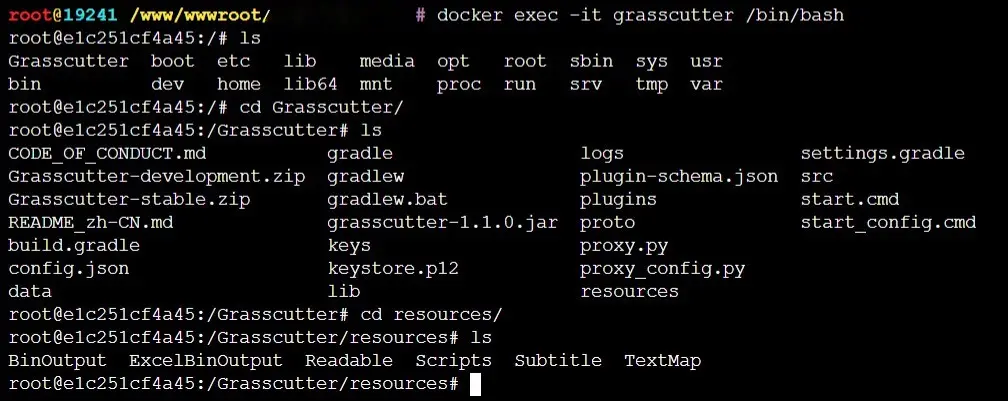 root@19241 /www/wwwroot/ # docker exec -it grasscutter /bin/bash
root@e1c251cf4a45:/# ls
Grasscutter boot etc lib media opt root sbin sys usr
bin dev home lib64 mnt proc run srv tmp var
root@e1c251cf4a45:/# cd Grasscutter/
root@e1c251cf4a45:/Grasscutter# ls
CODE_OF_CONDUCT.md gradle logs settings.gradle
Grasscutter-development.zip gradlew plugin-schema.json src
Grasscutter-stable.zip gradlew.bat plugins start.cmd
README_zh-CN.md grasscutter-1.1.0.jar proto start_config.cmd
build.gradle keys proxy.py
config.json keystore.p12 proxy_config.py
data lib resources
root@e1c251cf4a45:/Grasscutter# cd resources/
root@e1c251cf4a45:/Grasscutter/resources# ls
BinOutput ExcelBinOutput Readable Scripts Subtitle TextMap
root@e1c251cf4a45:/Grasscutter/resources#